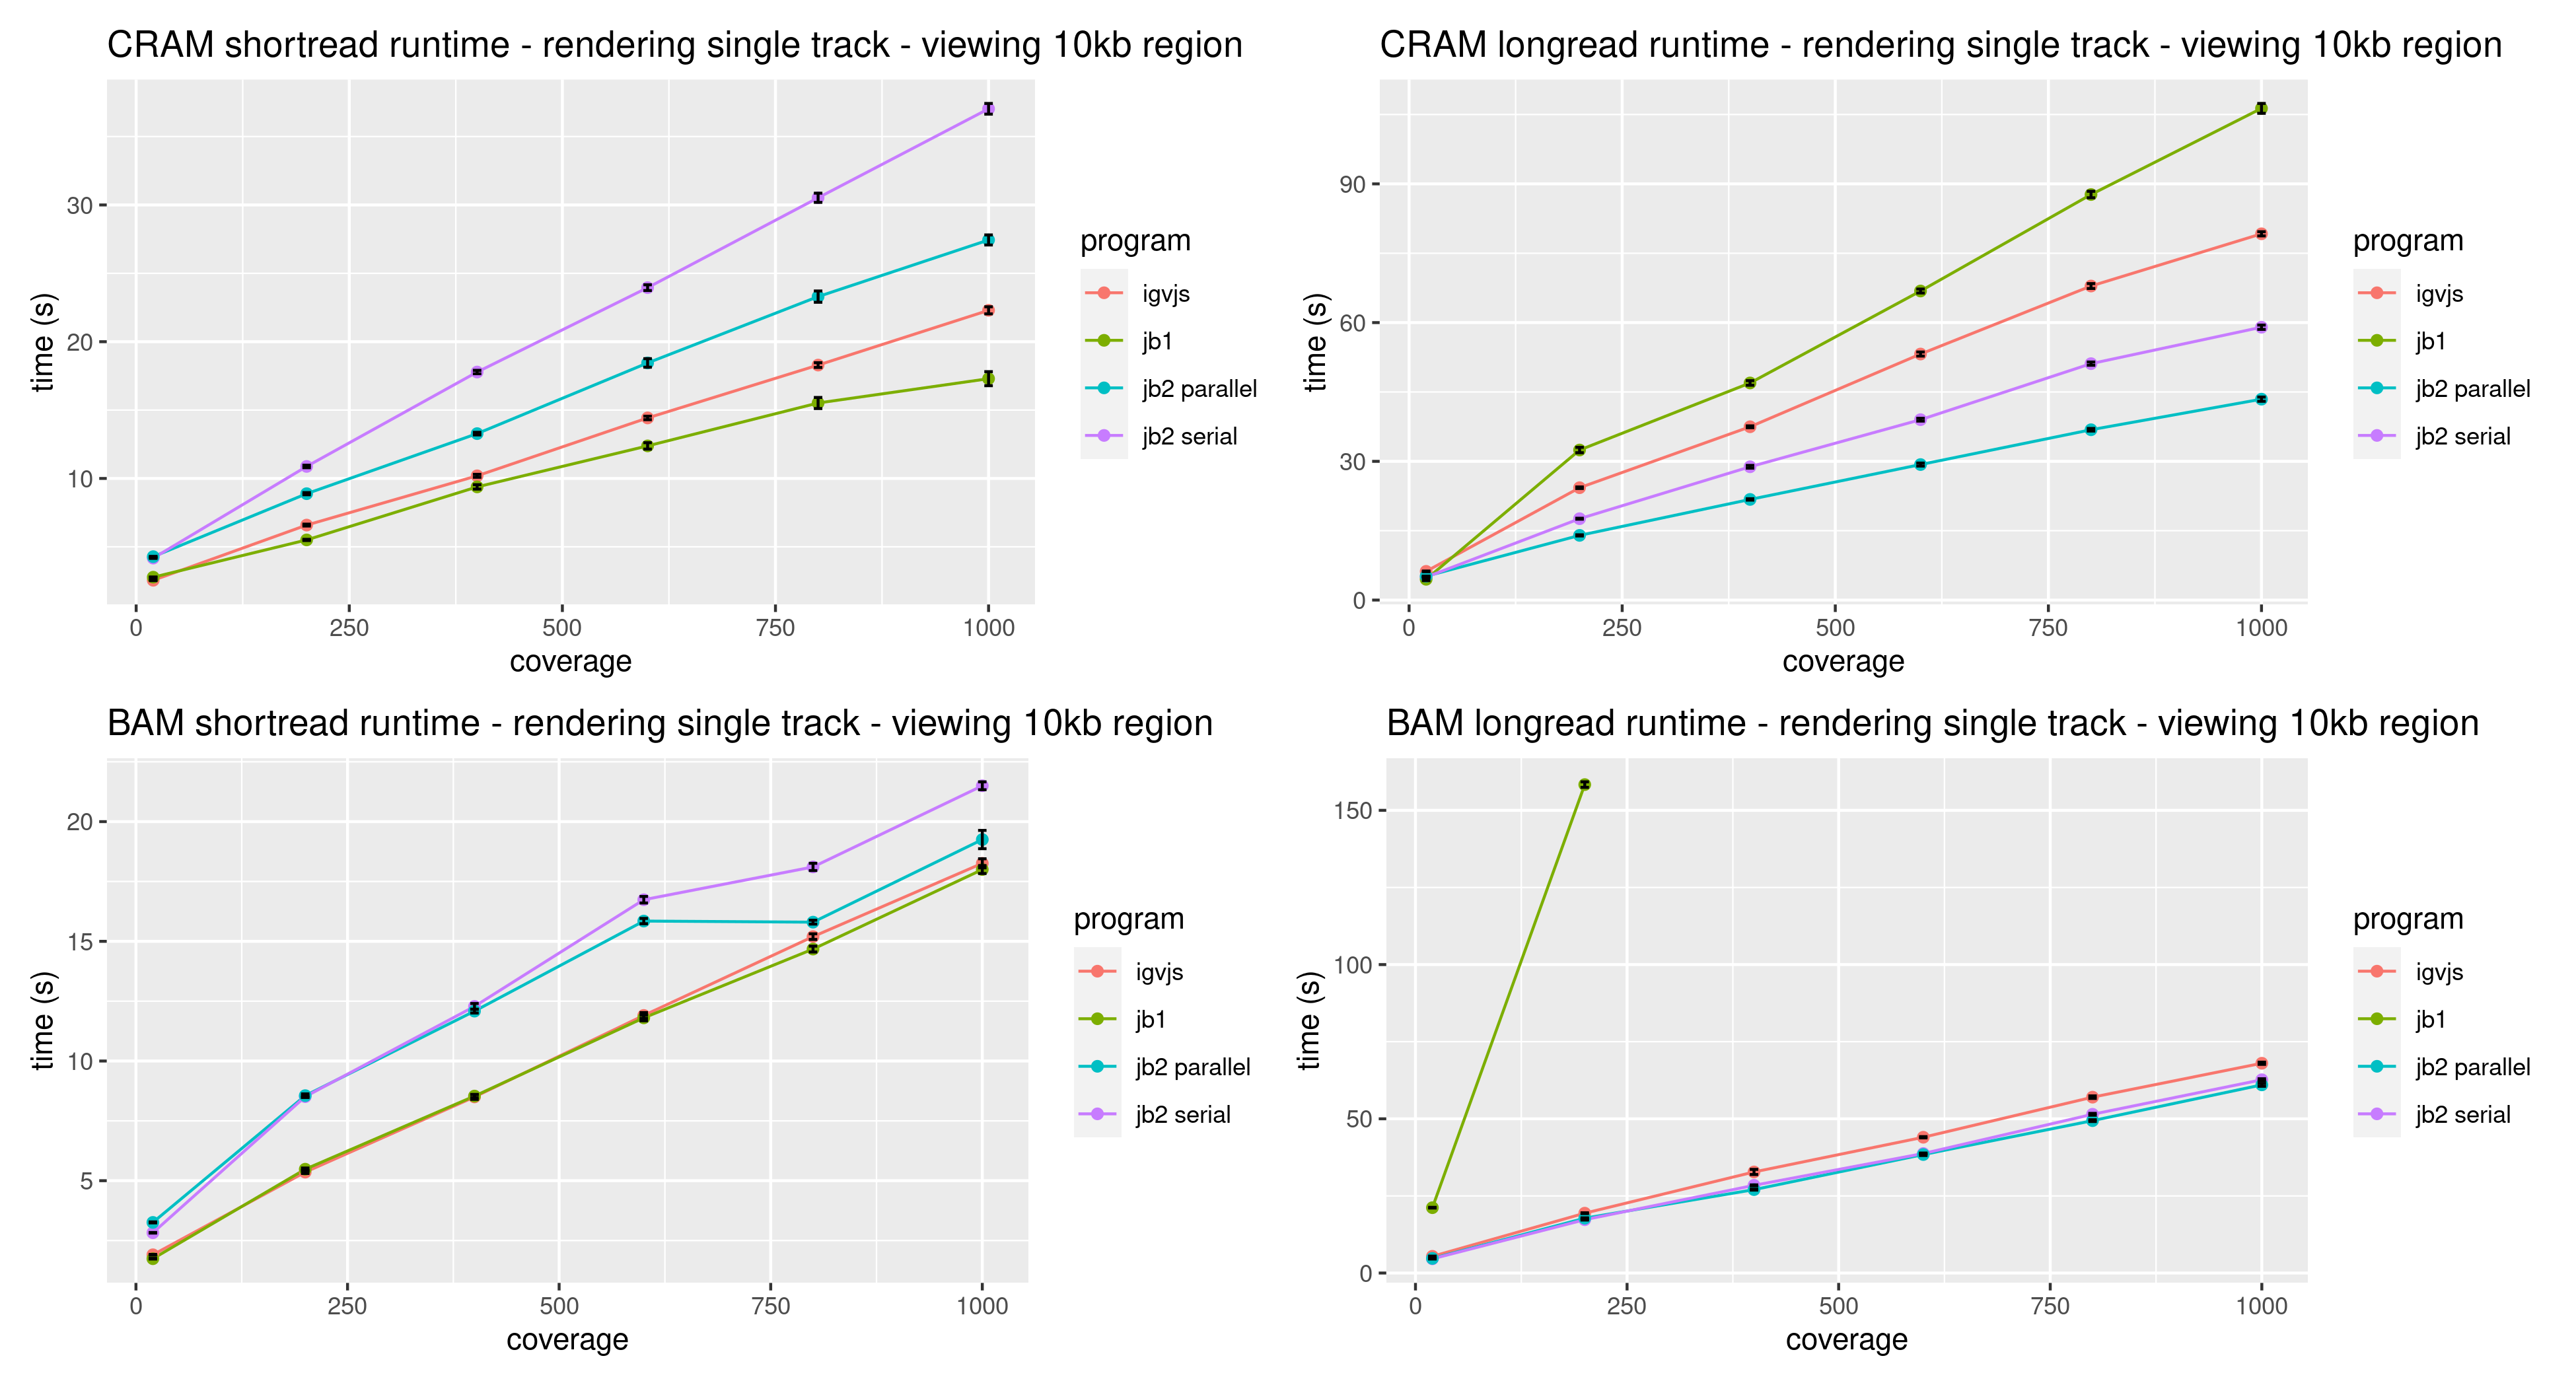 CRAM shortread runtime - rendering single track - viewing 10kb region
time (s)
30
20
10
0
250
500
750
1000
coverage
program
igvjs
jb1
jb2 parallel
jb2 serial
CRAM longread runtime - rendering single track - viewing 10kb region
time (s)
90
60
30
0
0
250
500
750
1000
coverage
program
igvjs
jb1
jb2 parallel
jb2 serial
BAM shortread runtime - rendering single track - viewing 10kb region
time (s)
20
15
10
5
0
250
500
750
1000
coverage
program
igvjs
jb1
jb2 parallel
jb2 serial
BAM longread runtime - rendering single track - viewing 10kb region
time (s)
150
100
50
0
0
250
500
750
1000
coverage
program
igvjs
jb1
jb2 parallel
jb2 serial